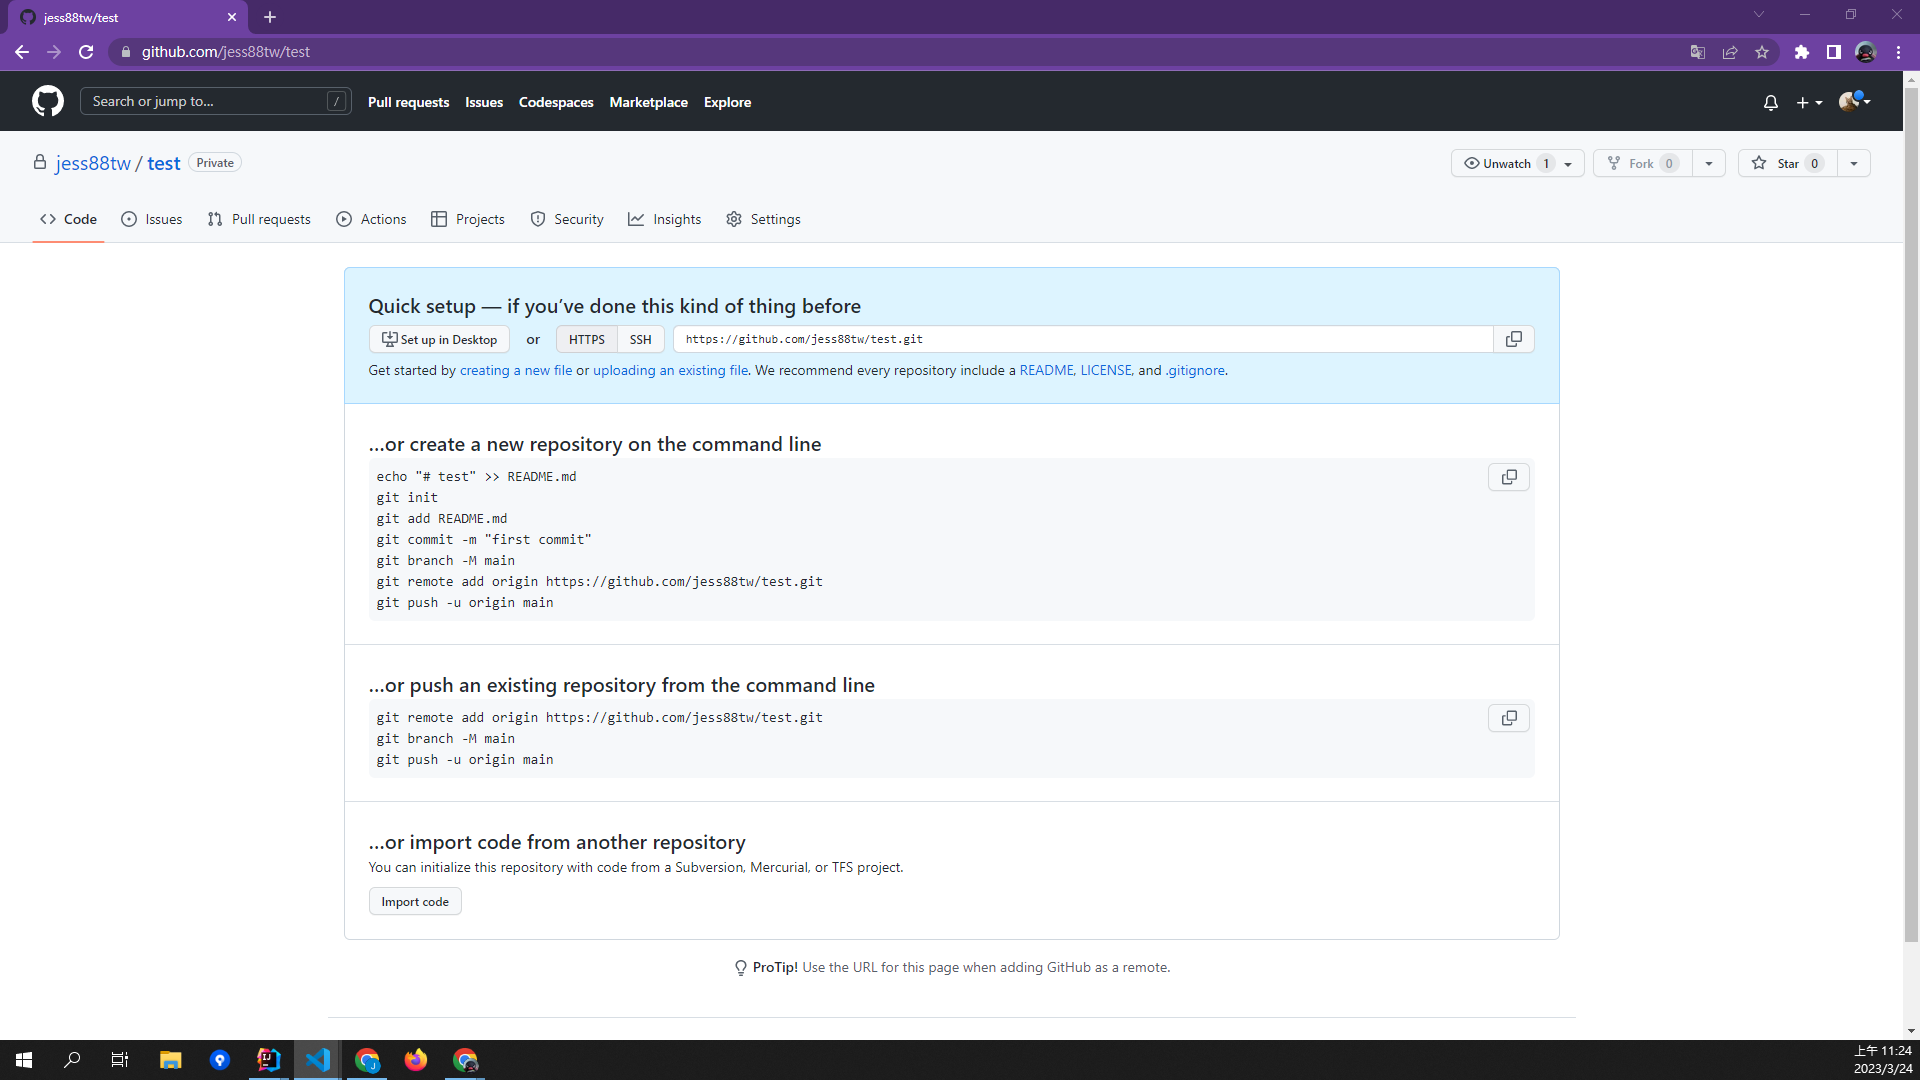 jess88tw/test
github.com/jess88tw/test
Search or jump to...
/
Pull requests
Issues
Codespaces
Marketplace
Explore
jess88tw / test
Private
Unwatch 1
Fork 0
Star 0
Code
Issues
Pull requests
Actions
Projects
Security
Insights
Settings
Quick setup — if you’ve done this kind of thing before
Set up in Desktop
or
HTTPS
SSH
https://github.com/jess88tw/test.git
Get started by creating a new file or uploading an existing file. We recommend every repository include a README, LICENSE, and .gitignore.
…or create a new repository on the command line
echo "# test" >> README.md
git init
git add README.md
git commit -m "first commit"
git branch -M main
git remote add origin https://github.com/jess88tw/test.git
git push -u origin main
…or push an existing repository from the command line
git remote add origin https://github.com/jess88tw/test.git
git branch -M main
git push -u origin main
…or import code from another repository
You can initialize this repository with code from a Subversion, Mercurial, or TFS project.
Import code
ProTip! Use the URL for this page when adding GitHub as a remote.
上午 11:24
2023/3/24